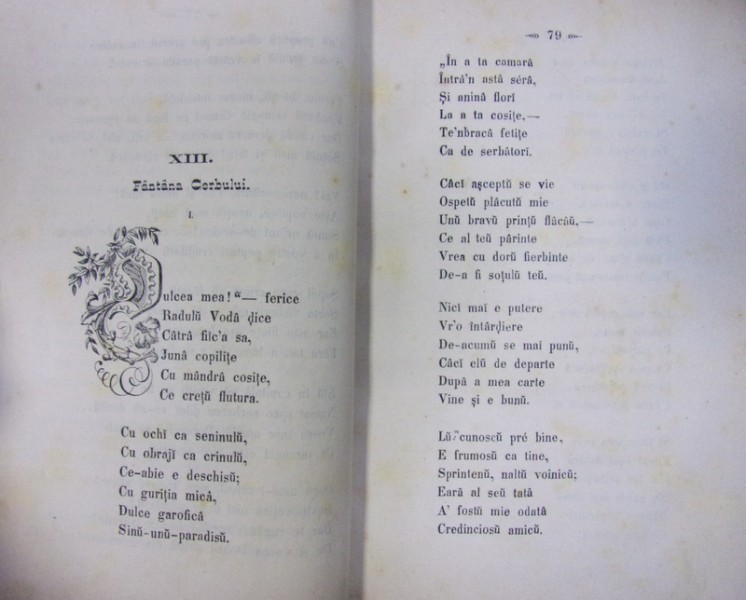 XIII.
Fântâna Cerbului.
I.
Dulcea mea!“— ferice
Radulŭ Vodă ḑice
Cătră fiic'a sa,
Jună copiliţe
Cu mândră cosiţe,
Ce creţŭ flutura.
Cu ochĭ ca seninulŭ,
Cu obrajĭ ca crinulŭ,
Ce-abie e deschisŭ;
Cu guriţia mică,
Dulce garofică
Sinŭ-unŭ-paradisŭ.
79
„În a ta camară
Întră'n astă séră,
Şi anină florĭ
La a ta cosiţe,—
Te'nbracă fetiţe
Ca de serbătorĭ.
Căcĭ aşceptŭ se vie
Ospetŭ plăcutŭ mie
Unŭ bravŭ prinţŭ flăcăŭ,—
Ce al teŭ părinte
Vrea cu dorŭ fierbinte
De-a fi soţulŭ teŭ.
Nicĭ maĭ e putere
Vr'o întârḑiere
De-acumŭ se mai punŭ,
Căcĭ elŭ de departe
După a mea carte
Vine şi e bunŭ.
Lŭ cunoscŭ pré bine,
E frumosŭ ca tine,
Sprintenŭ, naltŭ voinicŭ;
Eară al seŭ tată
A' fostŭ mie odată
Credinciosŭ amicŭ.